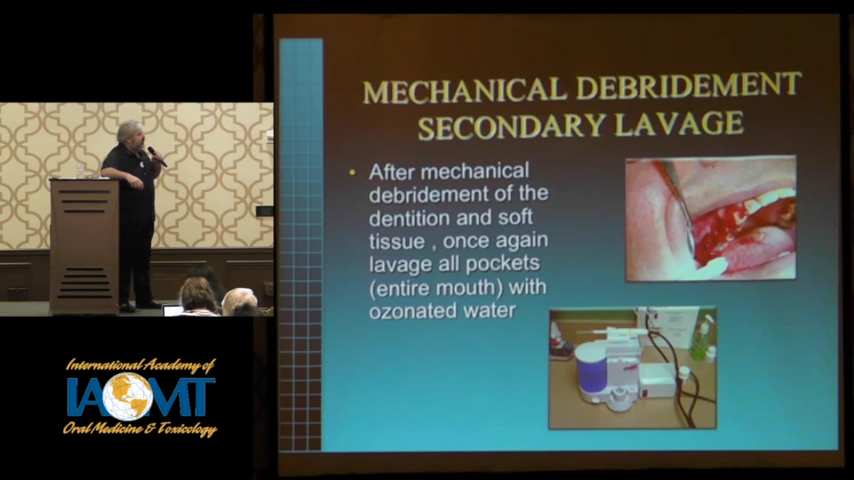 MECHANICAL DEBRIDEMENT
SECONDARY LAVAGE
• After mechanical
debridement of the
dentition and soft
tissue , once again
lavage all pockets
(entire mouth) with
ozonated water
International Academy of
IAOMT
Oral Medicine & Toxicology